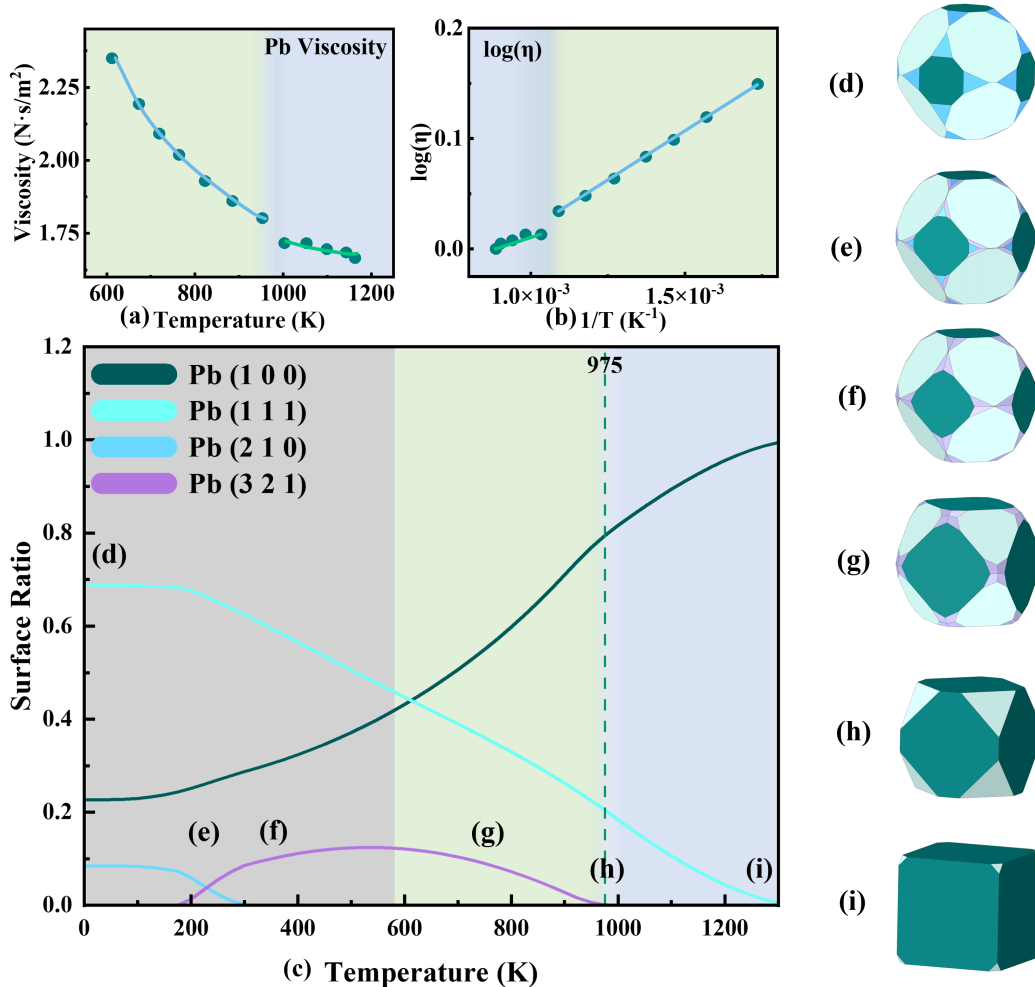 Pb Viscosity
2.25
2.00
1.75
Viscosity (N·s/m²)
600
800
1000
1200
(a) Temperature (K)
log(η)
0.1
0.0
log(η)
1.0×10⁻³
1.5×10⁻³
(b) 1/T (K⁻¹)
1.2
1.0
0.8
0.6
0.4
0.2
0.0
Surface Ratio
Pb (1 0 0)
Pb (1 1 1)
Pb (2 1 0)
Pb (3 2 1)
975
(d)
(e)
(f)
(g)
(h)
(i)
0
200
400
600
800
1000
1200
(c) Temperature (K)
(d)
(e)
(f)
(g)
(h)
(i)